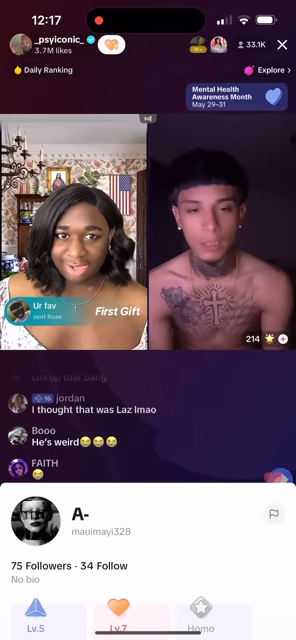 12:17
_psyiconic_
3.7M likes
33.1K
Daily Ranking
Explore >
Mental Health
Awareness Month
May 29-31
Ur fav
sent Rose
First Gift
214
16 jordan
I thought that was Laz lmao
Booo
He's weird😭😭😭
FAITH
😭
A-
mauimayi328
75 Followers · 34 Follow
No bio
Lv.5
Lv.7
Homo